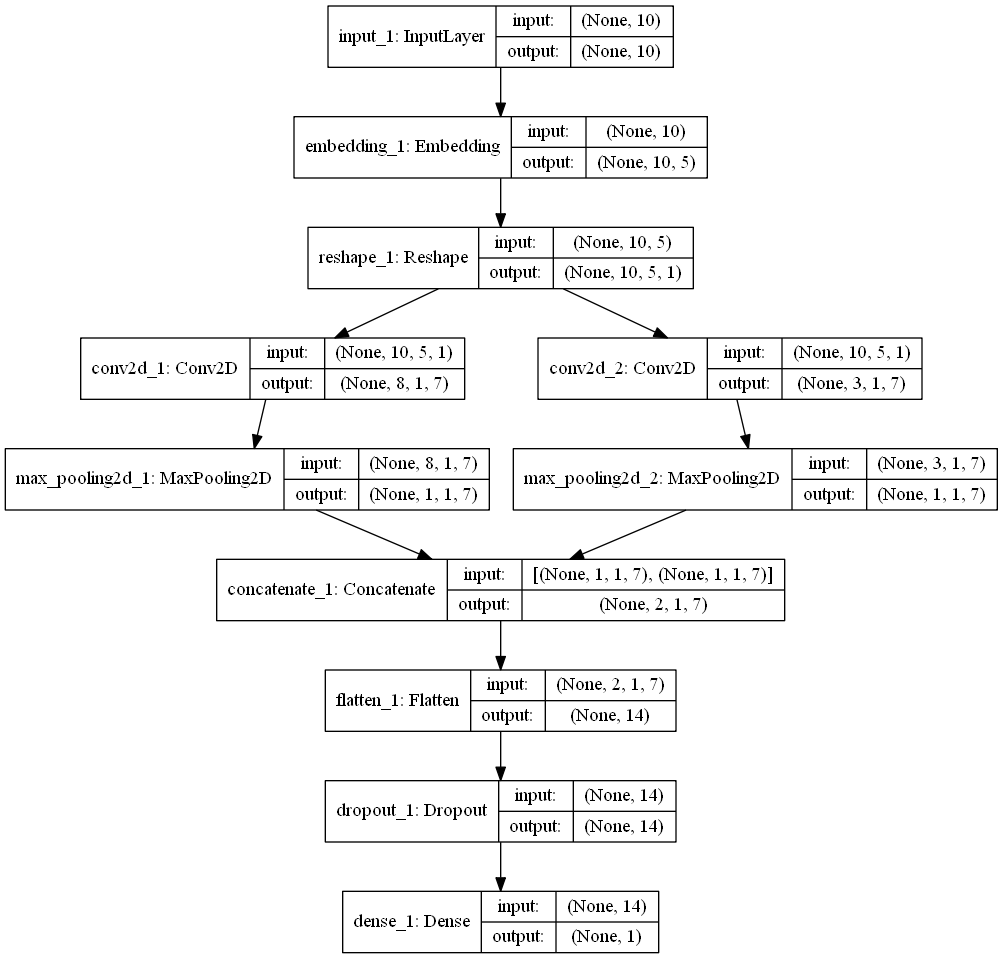 input_1: InputLayer
input: (None, 10)
output: (None, 10)
embedding_1: Embedding
input: (None, 10)
output: (None, 10, 5)
reshape_1: Reshape
input: (None, 10, 5)
output: (None, 10, 5, 1)
conv2d_1: Conv2D
input: (None, 10, 5, 1)
output: (None, 8, 1, 7)
conv2d_2: Conv2D
input: (None, 10, 5, 1)
output: (None, 3, 1, 7)
max_pooling2d_1: MaxPooling2D
input: (None, 8, 1, 7)
output: (None, 1, 1, 7)
max_pooling2d_2: MaxPooling2D
input: (None, 3, 1, 7)
output: (None, 1, 1, 7)
concatenate_1: Concatenate
input: [(None, 1, 1, 7), (None, 1, 1, 7)]
output: (None, 2, 1, 7)
flatten_1: Flatten
input: (None, 2, 1, 7)
output: (None, 14)
dropout_1: Dropout
input: (None, 14)
output: (None, 14)
dense_1: Dense
input: (None, 14)
output: (None, 1)